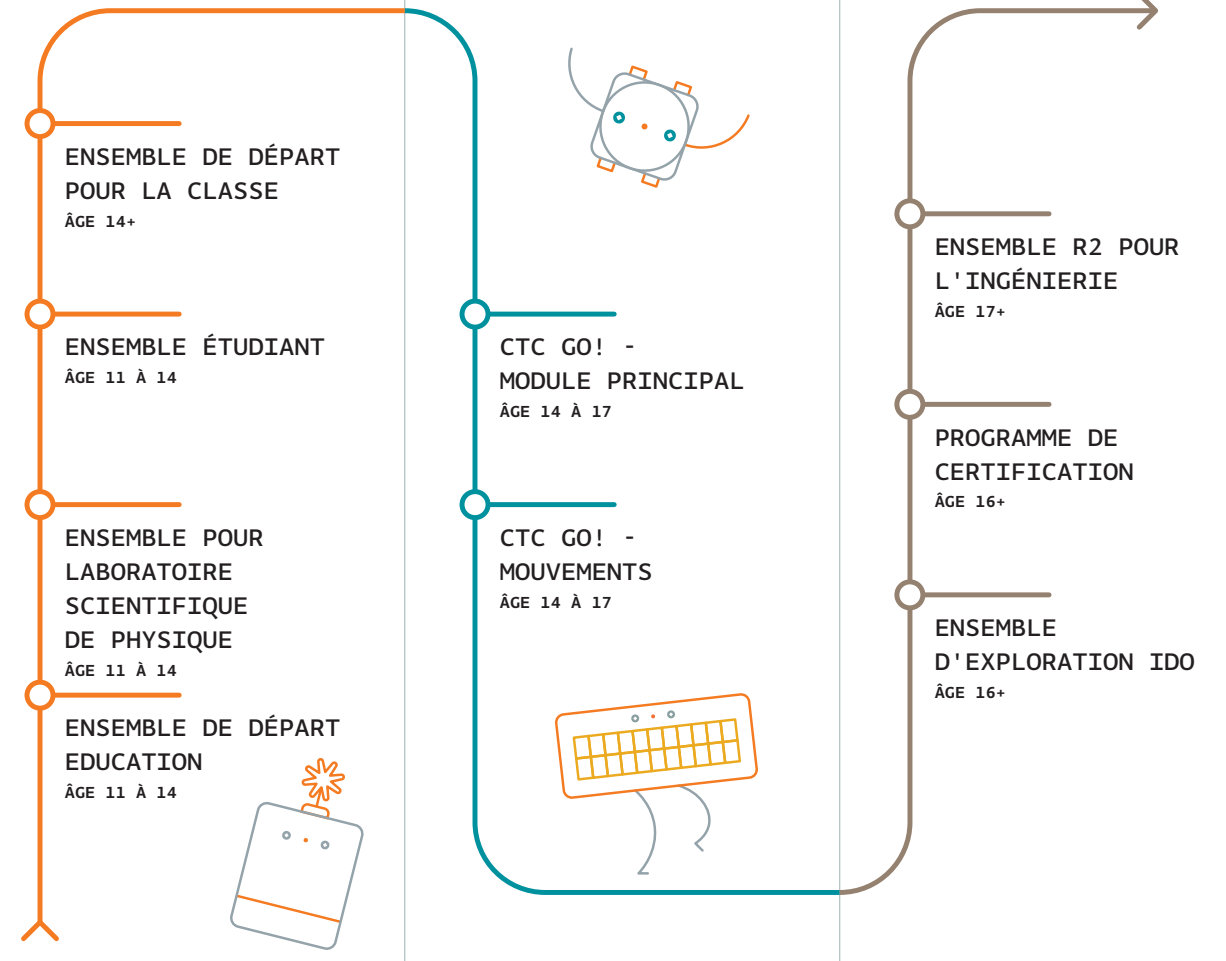 ENSEMBLE DE DÉPART
POUR LA CLASSE
ÂGE 14+
ENSEMBLE ÉTUDIANT
ÂGE 11 À 14
ENSEMBLE POUR
LABORATOIRE
SCIENTIFIQUE
DE PHYSIQUE
ÂGE 11 À 14
ENSEMBLE DE DÉPART
EDUCATION
ÂGE 11 À 14
CTC GO! -
MODULE PRINCIPAL
ÂGE 14 À 17
CTC GO! -
MOUVEMENTS
ÂGE 14 À 17
ENSEMBLE R2 POUR
L'INGÉNIERIE
ÂGE 17+
PROGRAMME DE
CERTIFICATION
ÂGE 16+
ENSEMBLE
D'EXPLORATION IDO
ÂGE 16+